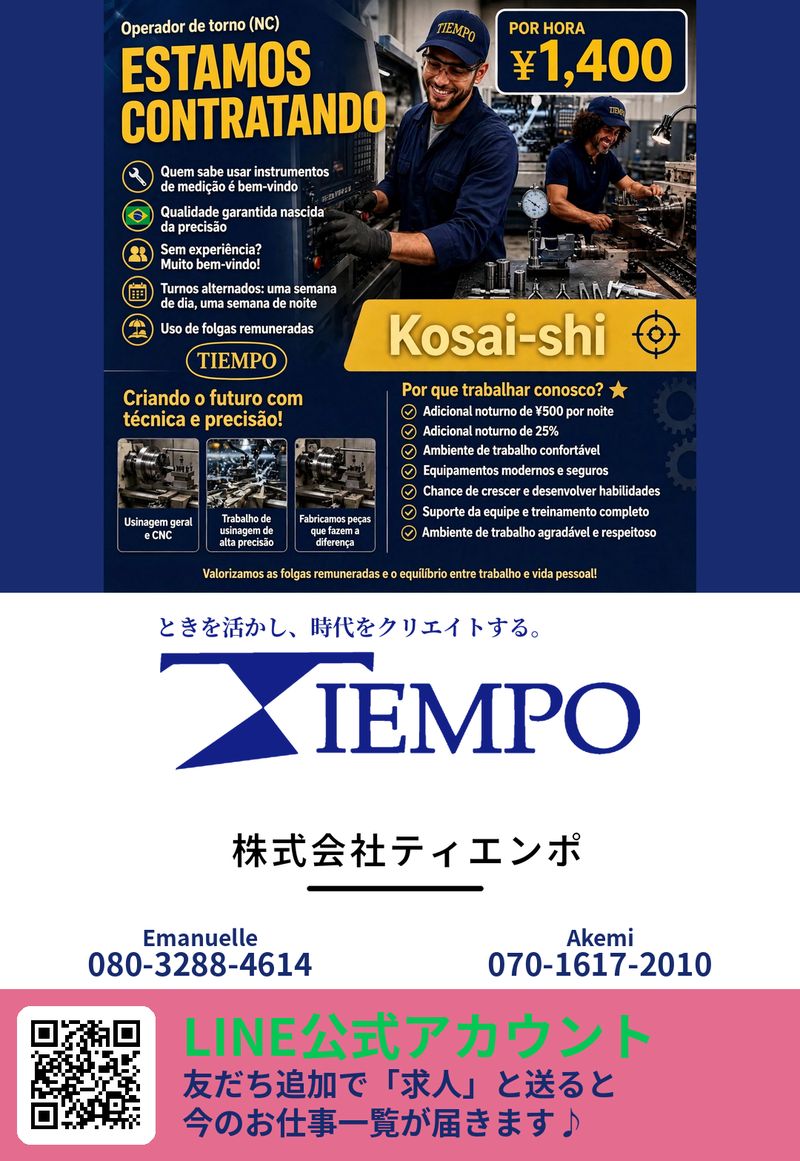 Operador de torno (NC)
ESTAMOS
CONTRATANDO
TIEMPO
POR HORA
¥1,400
TIEMPO
Quem sabe usar instrumentos
de medição é bem-vindo
Qualidade garantida nascida
da precisão
Sem experiência?
Muito bem-vindo!
Turnos alternados: uma semana
de dia, uma semana de noite
Uso de folgas remuneradas
Kosai-shi
TIEMPO
Criando o futuro com
técnica e precisão!
Usinagem geral
e CNC
Trabalho de
usinagem de
alta precisão
Fabricamos peças
que fazem a
diferença
Por que trabalhar conosco?
Adicional noturno de ¥500 por noite
Adicional noturno de 25%
Ambiente de trabalho confortável
Equipamentos modernos e seguros
Chance de crescer e desenvolver habilidades
Suporte da equipe e treinamento completo
Ambiente de trabalho agradável e respeitoso
Valorizamos as folgas remuneradas e o equilíbrio entre trabalho e vida pessoal!
ときを活かし、時代をクリエイトする。
TIEMPO
株式会社ティエンポ
Emanuelle
080-3288-4614
Akemi
070-1617-2010
LINE公式アカウント
友だち追加で「求人」と送ると
今のお仕事一覧が届きます♪